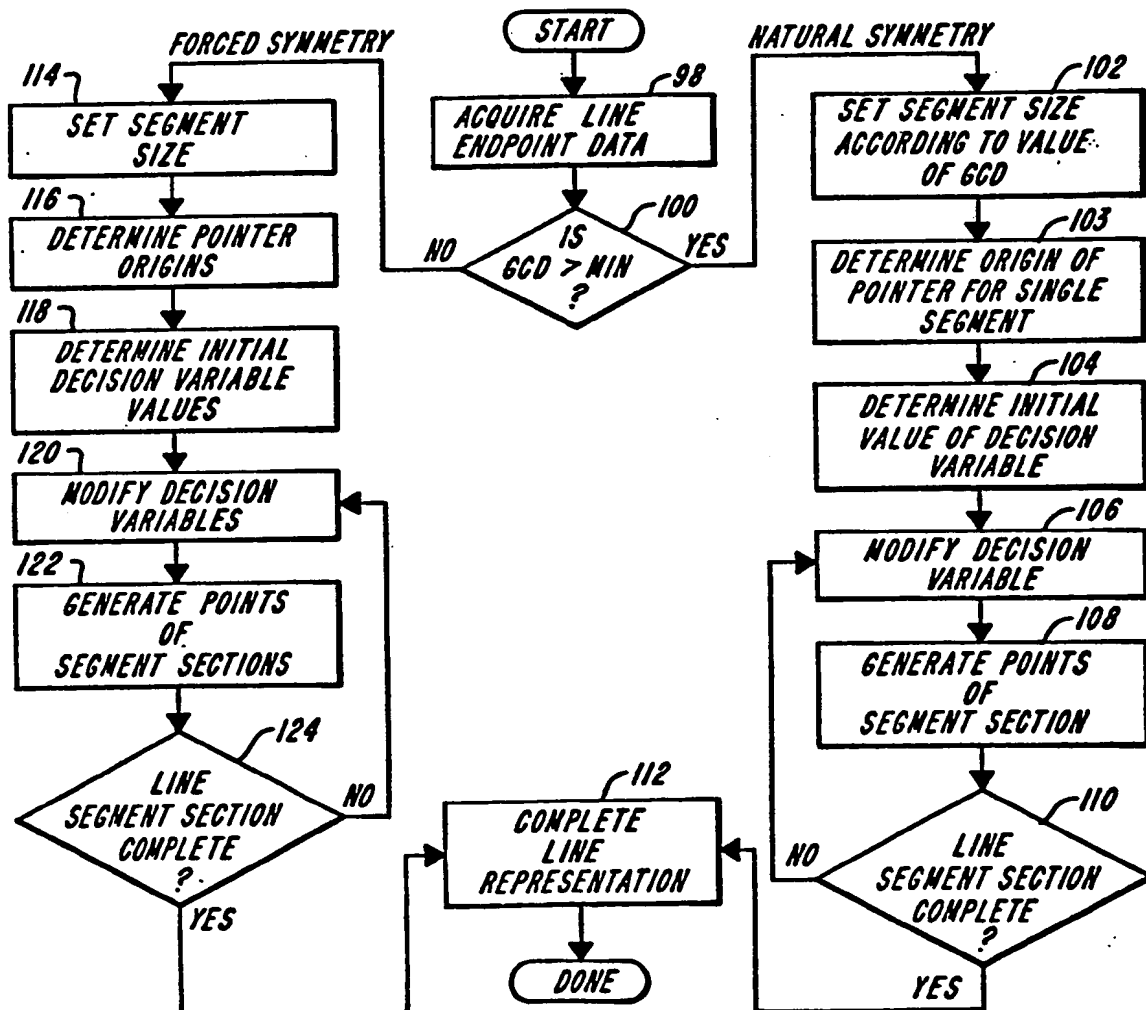 START
FORCED SYMMETRY
NATURAL SYMMETRY
98
ACQUIRE LINE
ENDPOINT DATA
100
IS
GCD > MIN
?
NO
YES
114
SET SEGMENT
SIZE
116
DETERMINE POINTER
ORIGINS
118
DETERMINE INITIAL
DECISION VARIABLE
VALUES
120
MODIFY DECISION
VARIABLES
122
GENERATE POINTS
OF
SEGMENT SECTIONS
124
LINE
SEGMENT SECTION
COMPLETE
?
NO
YES
102
SET SEGMENT SIZE
ACCORDING TO VALUE
OF GCD
103
DETERMINE ORIGIN OF
POINTER FOR SINGLE
SEGMENT
104
DETERMINE INITIAL
VALUE OF DECISION
VARIABLE
106
MODIFY DECISION
VARIABLE
108
GENERATE POINTS
OF
SEGMENT SECTION
110
LINE
SEGMENT SECTION
COMPLETE
?
NO
YES
112
COMPLETE
LINE
REPRESENTATION
DONE